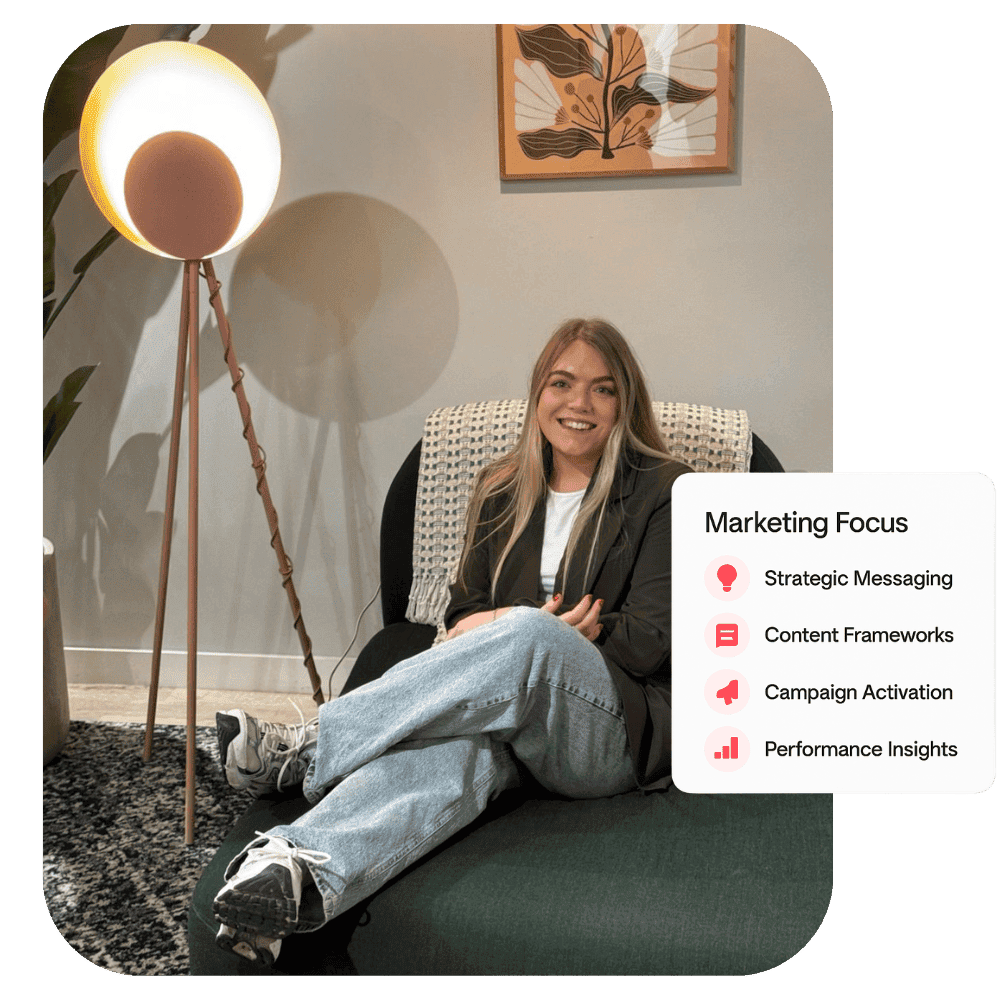 Marketing Focus
Strategic Messaging
Content Frameworks
Campaign Activation
Performance Insights